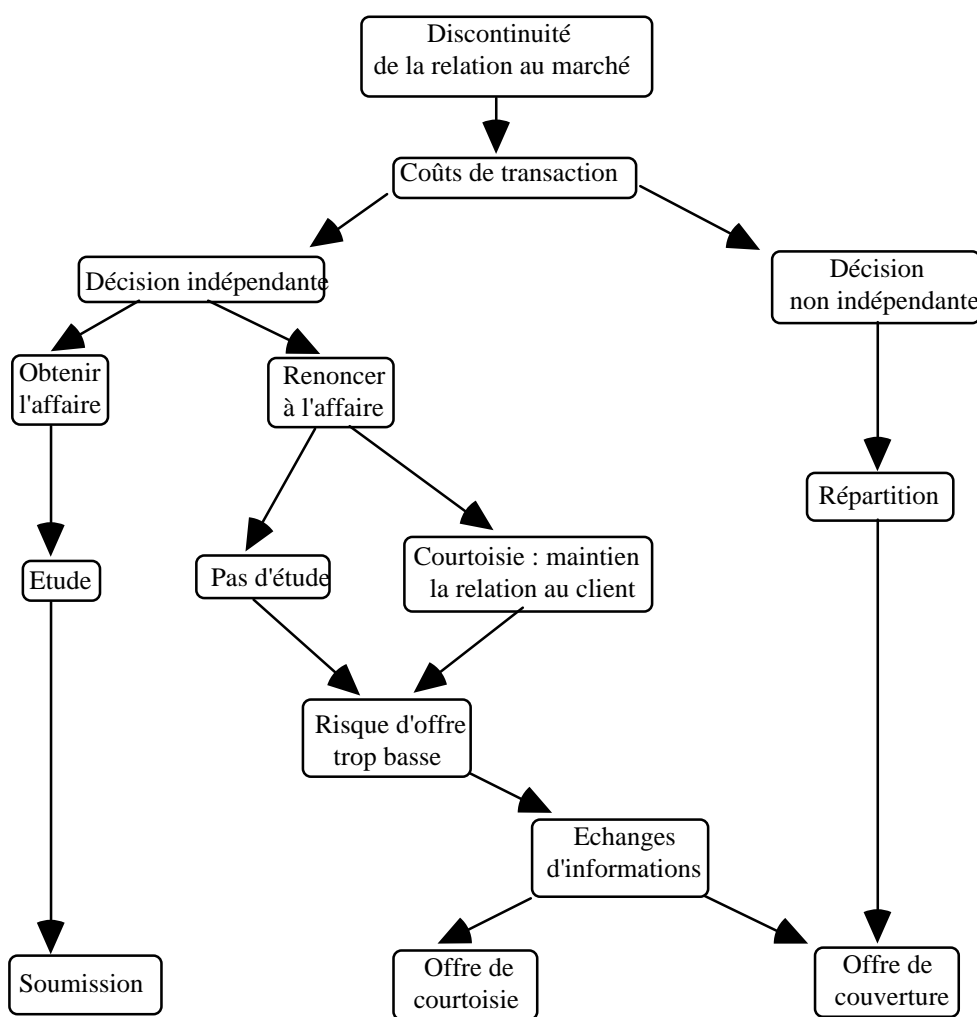 Discontinuité
de la relation au marché
Coûts de transaction
Décision indépendante
Décision
non indépendante
Obtenir
l'affaire
Renoncer
à l'affaire
Répartition
Etude
Pas d'étude
Courtoisie : maintien
la relation au client
Risque d'offre
trop basse
Echanges
d'informations
Soumission
Offre de
courtoisie
Offre de
couverture